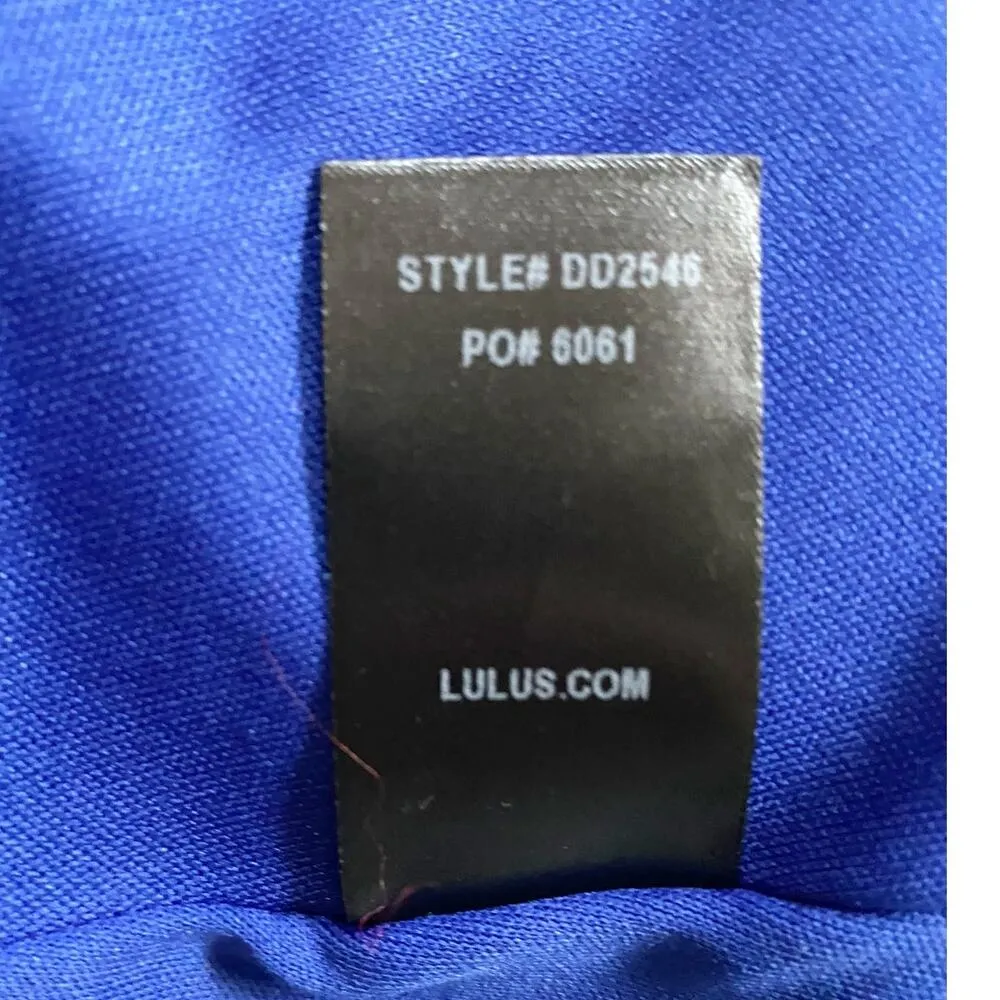 STYLE# DD2546
PO# 6061
LULUS.COM